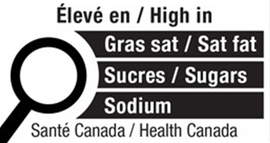 Élevé en / High in
Gras sat / Sat fat
Sucres / Sugars
Sodium
Santé Canada / Health Canada